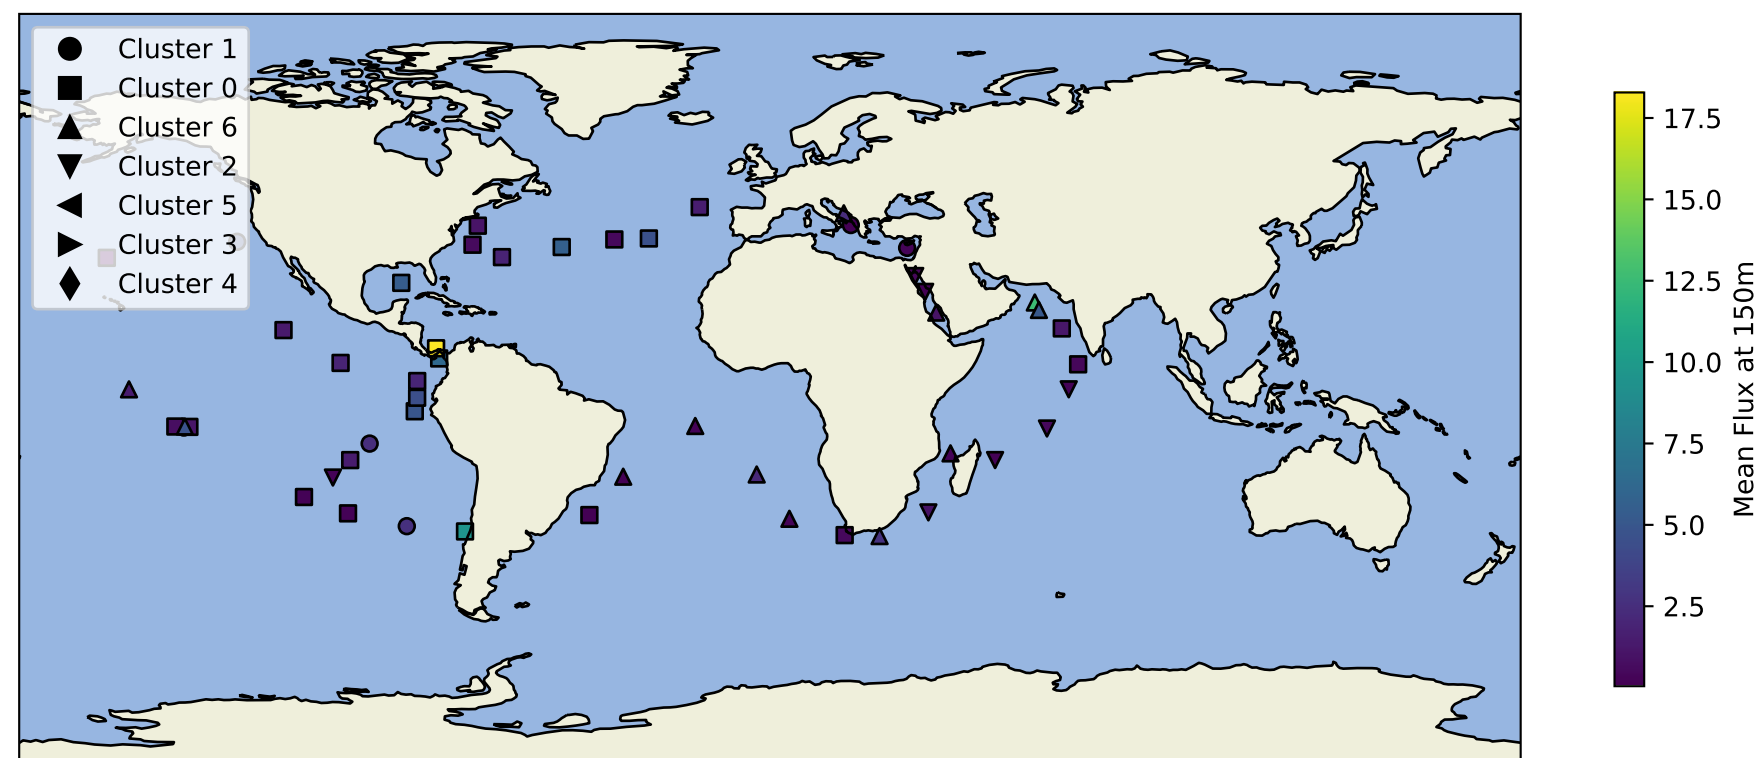 Cluster 1
Cluster 0
Cluster 6
Cluster 2
Cluster 5
Cluster 3
Cluster 4
17.5
15.0
12.5
10.0
7.5
5.0
2.5
Mean Flux at 150m